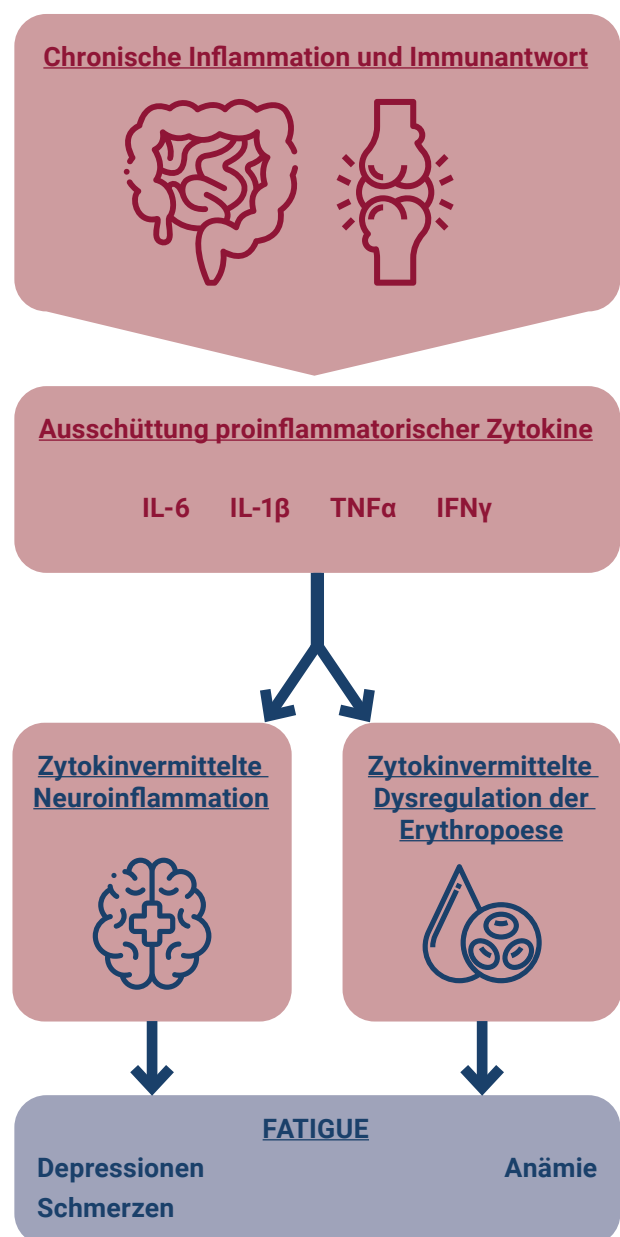 Chronische Inflammation und Immunantwort
Ausschüttung proinflammatorischer Zytokine
IL-6 IL-1β TNFα IFNγ
Zytokinvermittelte
Neuroinflammation
Zytokinvermittelte
Dysregulation der
Erythropoese
FATIGUE
Depressionen
Schmerzen
Anämie